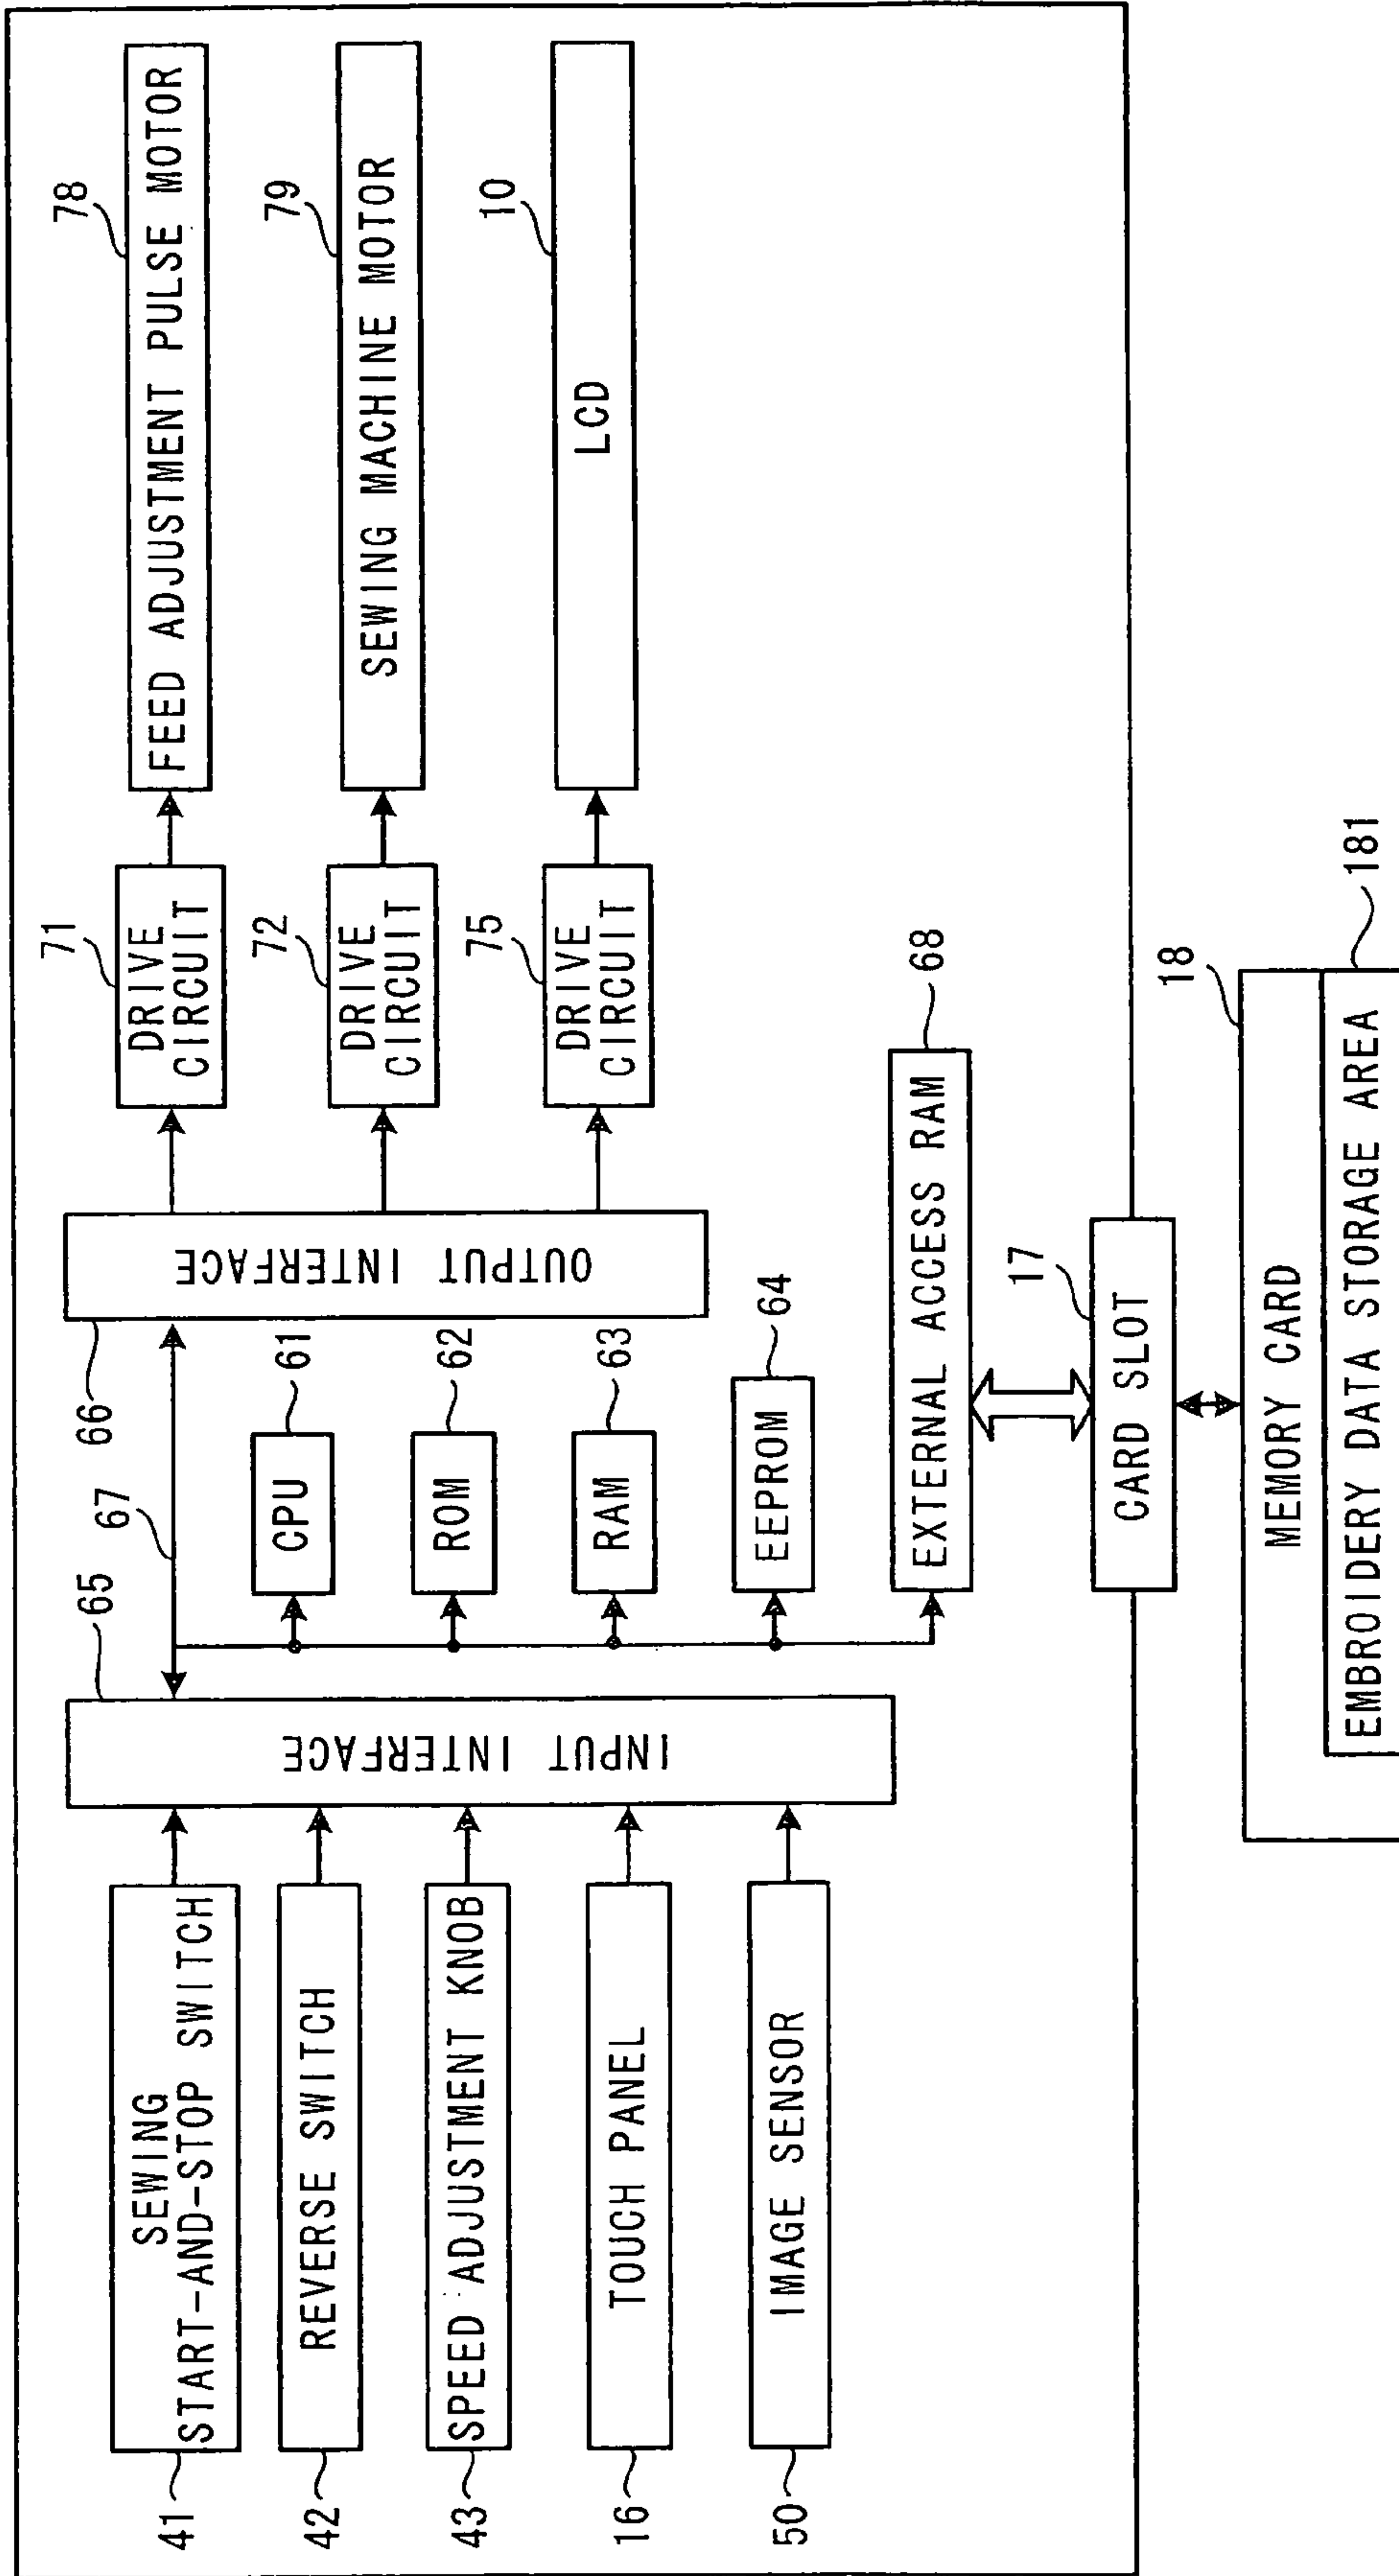 41
SEWING
START-AND-STOP SWITCH
42
REVERSE SWITCH
43
SPEED ADJUSTMENT KNOB
16
TOUCH PANEL
50
IMAGE SENSOR
65
INPUT INTERFACE
67
CPU
61
ROM
62
RAM
63
EEPROM
64
66
OUTPUT INTERFACE
71
DRIVE
CIRCUIT
78
FEED ADJUSTMENT PULSE MOTOR
72
DRIVE
CIRCUIT
79
SEWING MACHINE MOTOR
75
DRIVE
CIRCUIT
10
LCD
EXTERNAL ACCESS RAM
68
17
CARD SLOT
18
MEMORY CARD
EMBROIDERY DATA STORAGE AREA
181